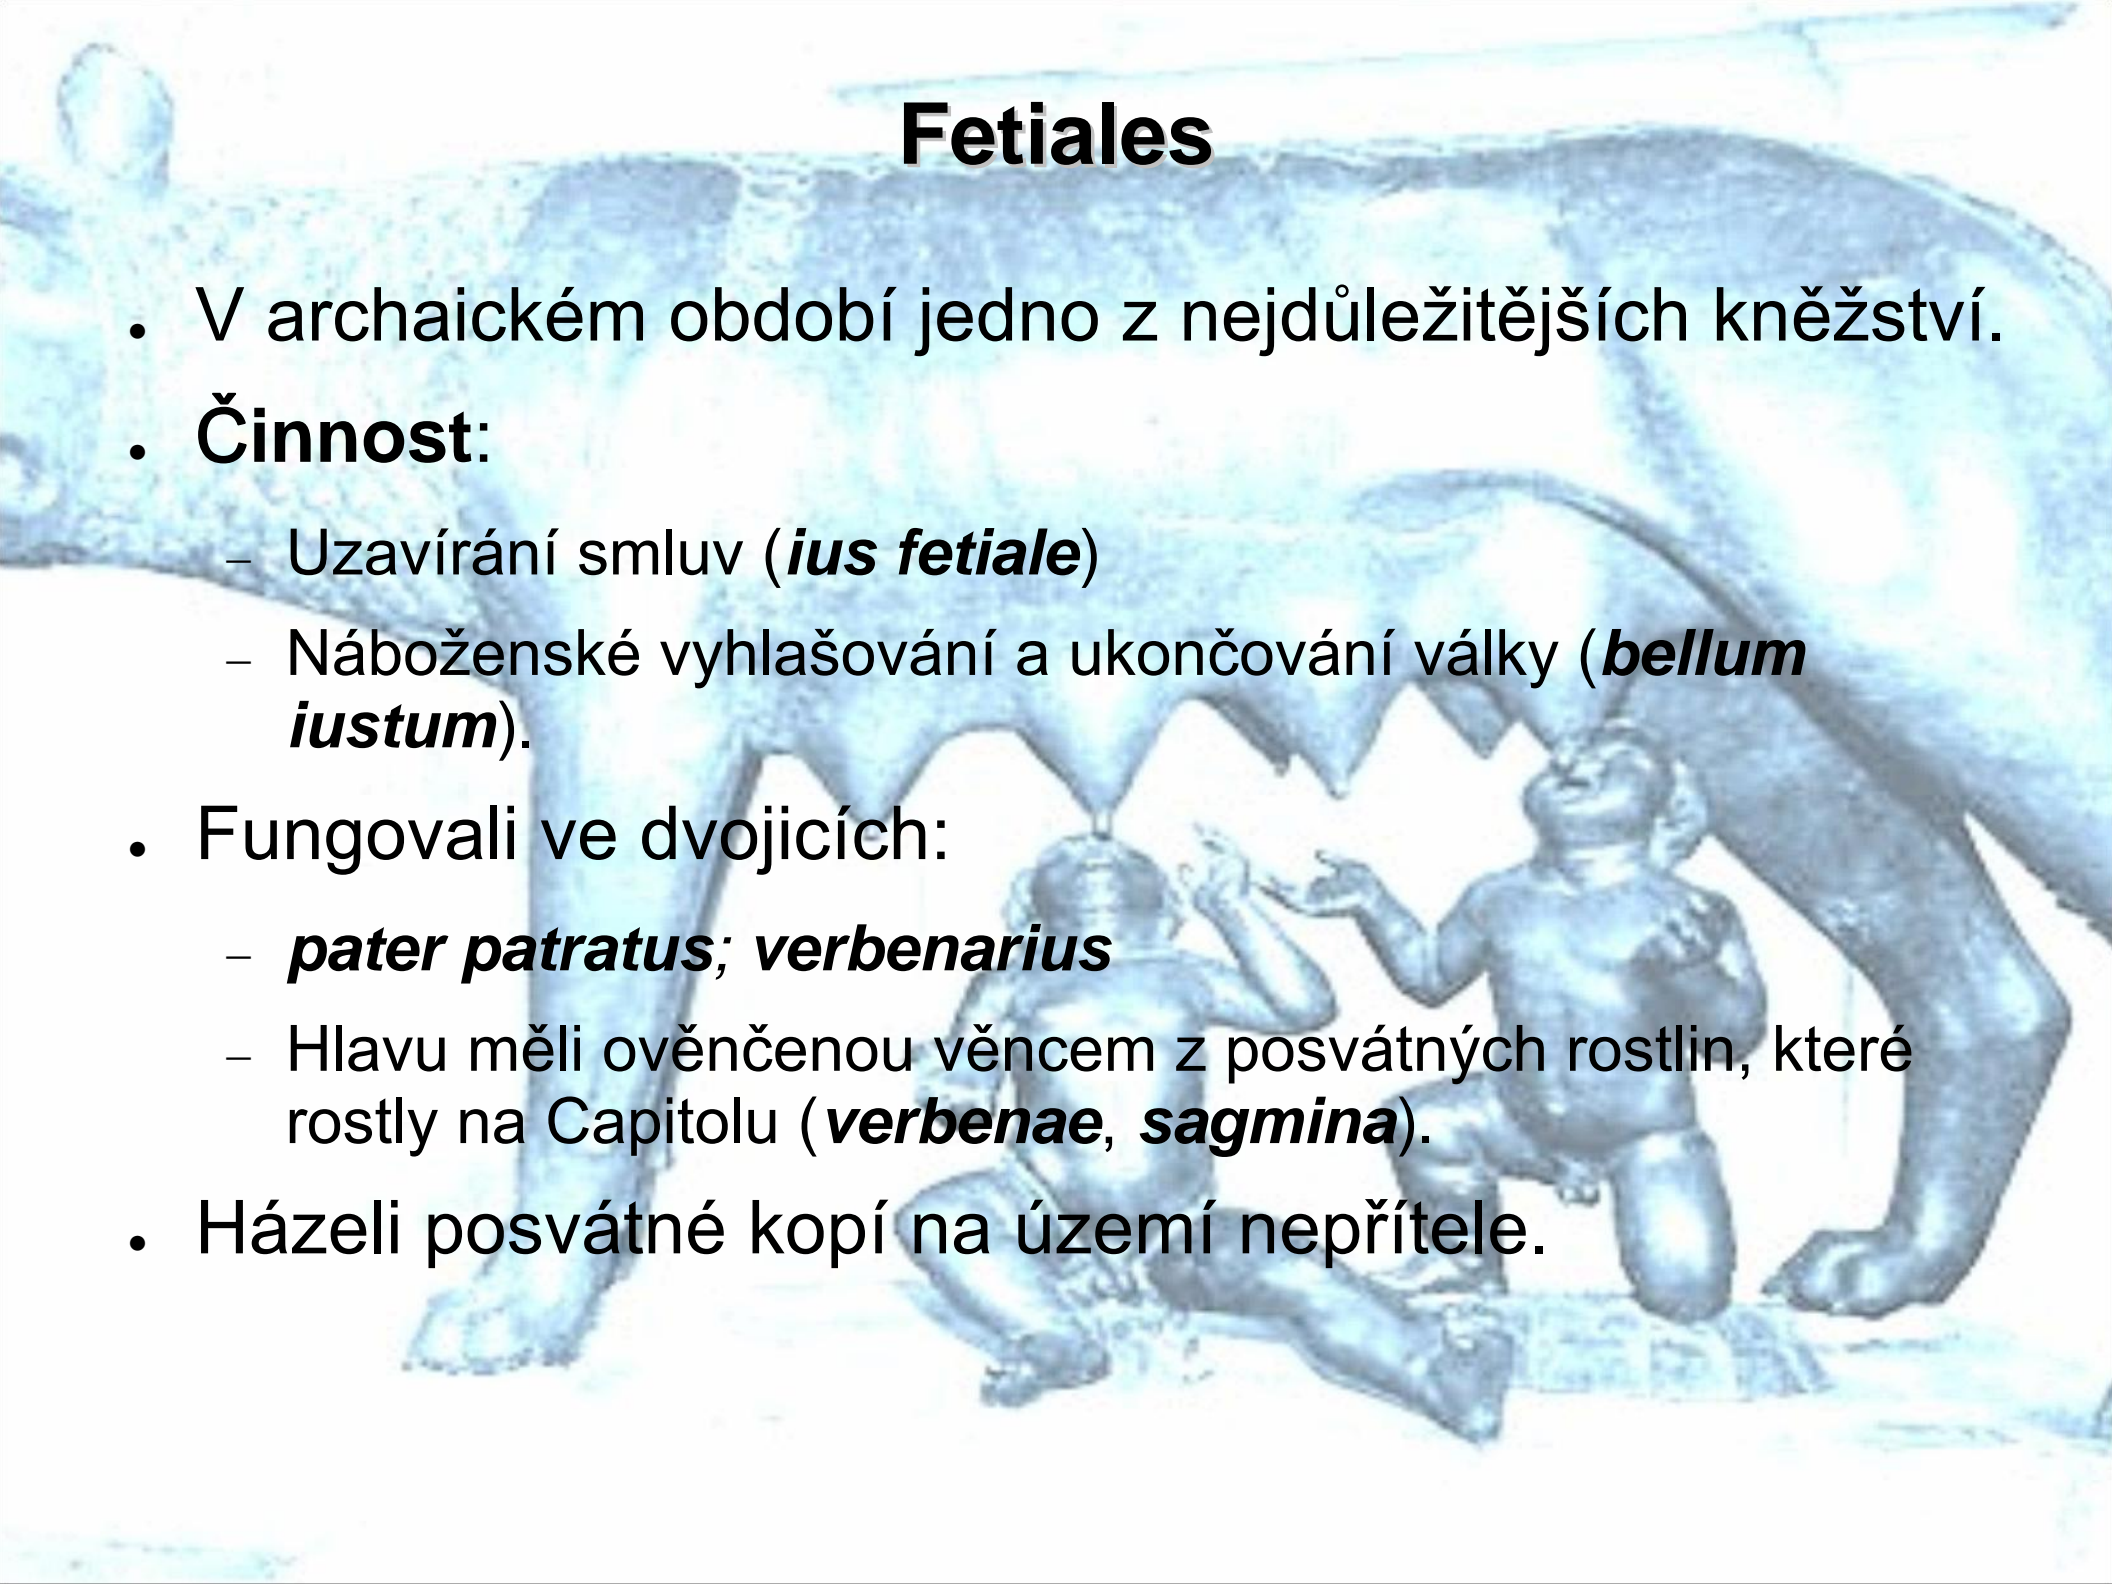 Fetiales
● V archaickém období jedno z nejdůležitějších kněžství.
● Činnost:
– Uzavírání smluv (ius fetiale)
– Náboženské vyhlašování a ukončování války (bellum
iustum).
● Fungovali ve dvojicích:
– pater patratus; verbenarius
– Hlavu měli ověnčenou věncem z posvátných rostlin, které
rostly na Capitolu (verbenae, sagmina).
● Házeli posvátné kopí na území nepřítele.